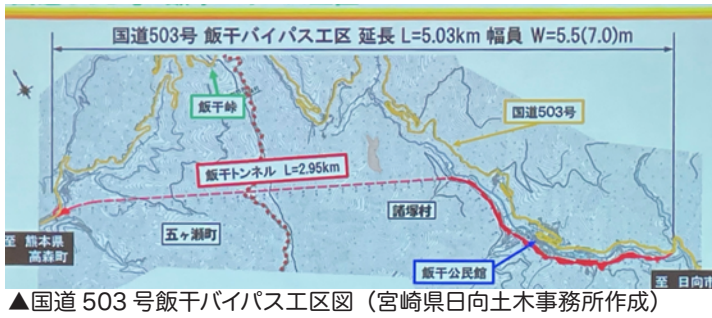 国道503号 飯干バイパス工区 延長 L=5.03km 幅員 W=5.5(7.0)m
飯干峠
国道503号
飯干トンネル L=2.95km
諸塚村
五ヶ瀬町
至 熊本県
高森町
飯干公民館
至 日向市
▲国道 503 号飯干バイパス工区図（宮崎県日向土木事務所作成）